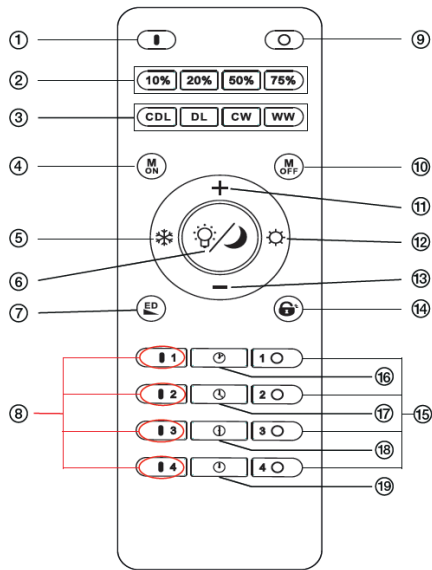 ① ⑨
② 10% 20% 50% 75%
③ CDL DL CW WW
④ M ON M OFF ⑩
+ ⑪
⑤ ⑫
⑥ − ⑬
⑦ ED ⑭
1 1
⑯
2 2
⑧ ⑰ ⑮
3 3
⑱
4 4
⑲